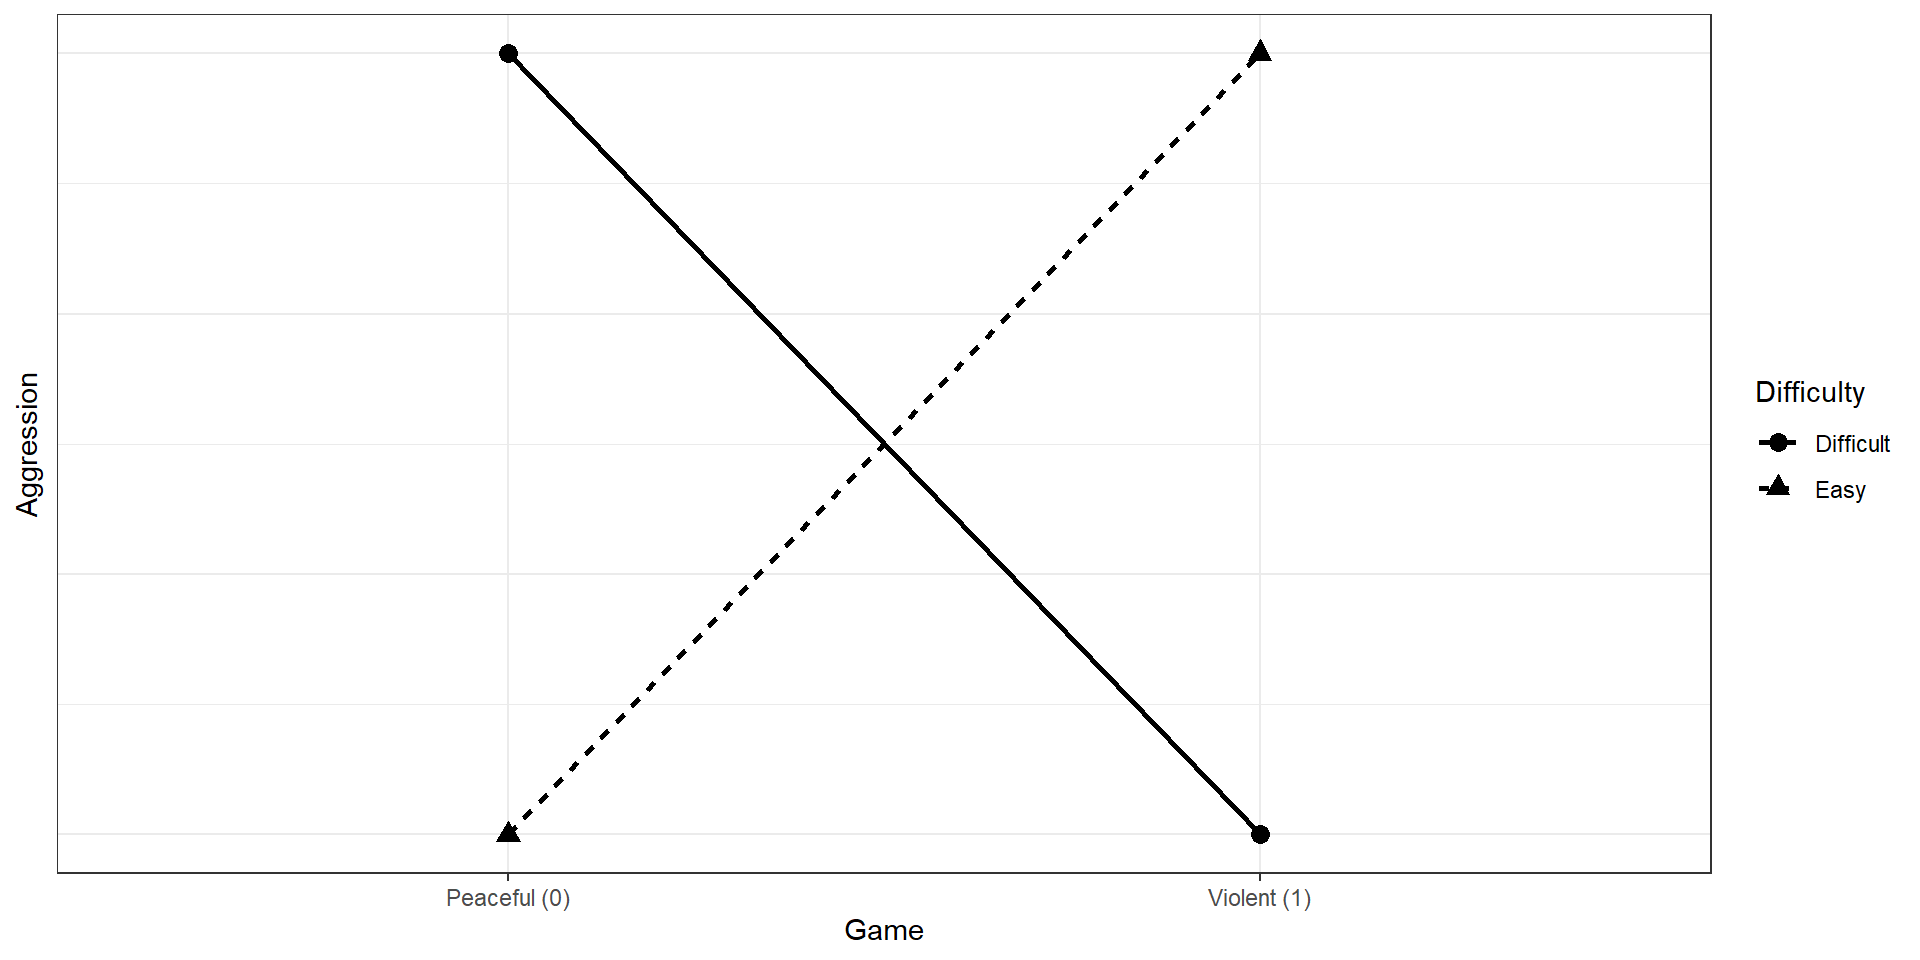 Aggression
Peaceful (0)
Violent (1)
Game
Difficulty
Difficult
Easy